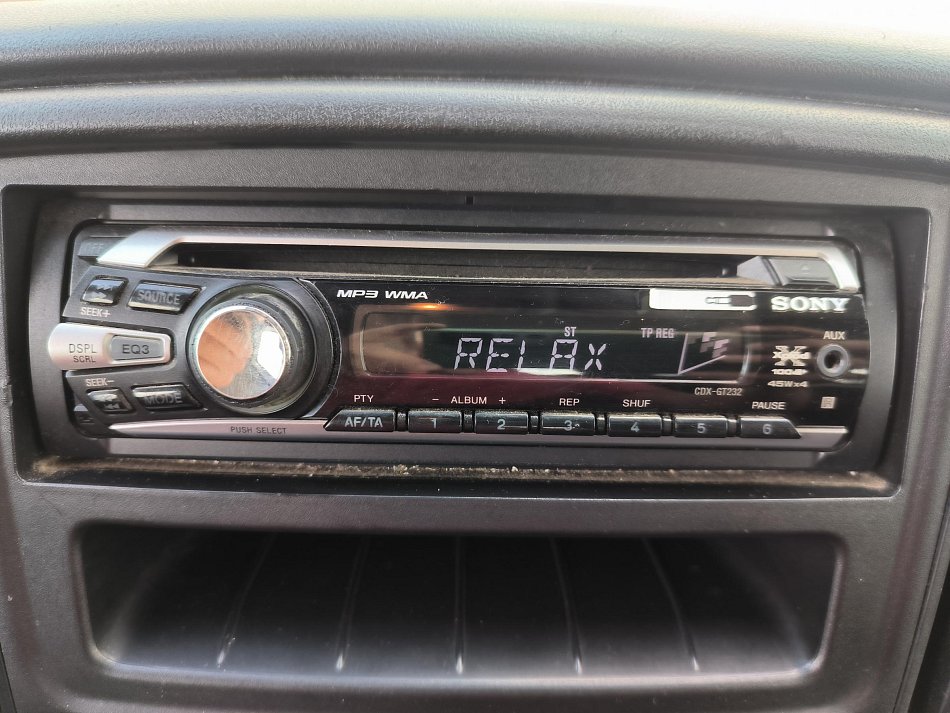 MP3 WMA
SONY
SOURCE
SEEK+
DSPL
SCRL
EQ3
SEEK−
MODE
PUSH SELECT
ST
TP REG
RELAX
CDX-GT232
AUX
100dB
45W×4
PTY
− ALBUM +
REP
SHUF
PAUSE
AF/TA
1
2
3
4
5
6